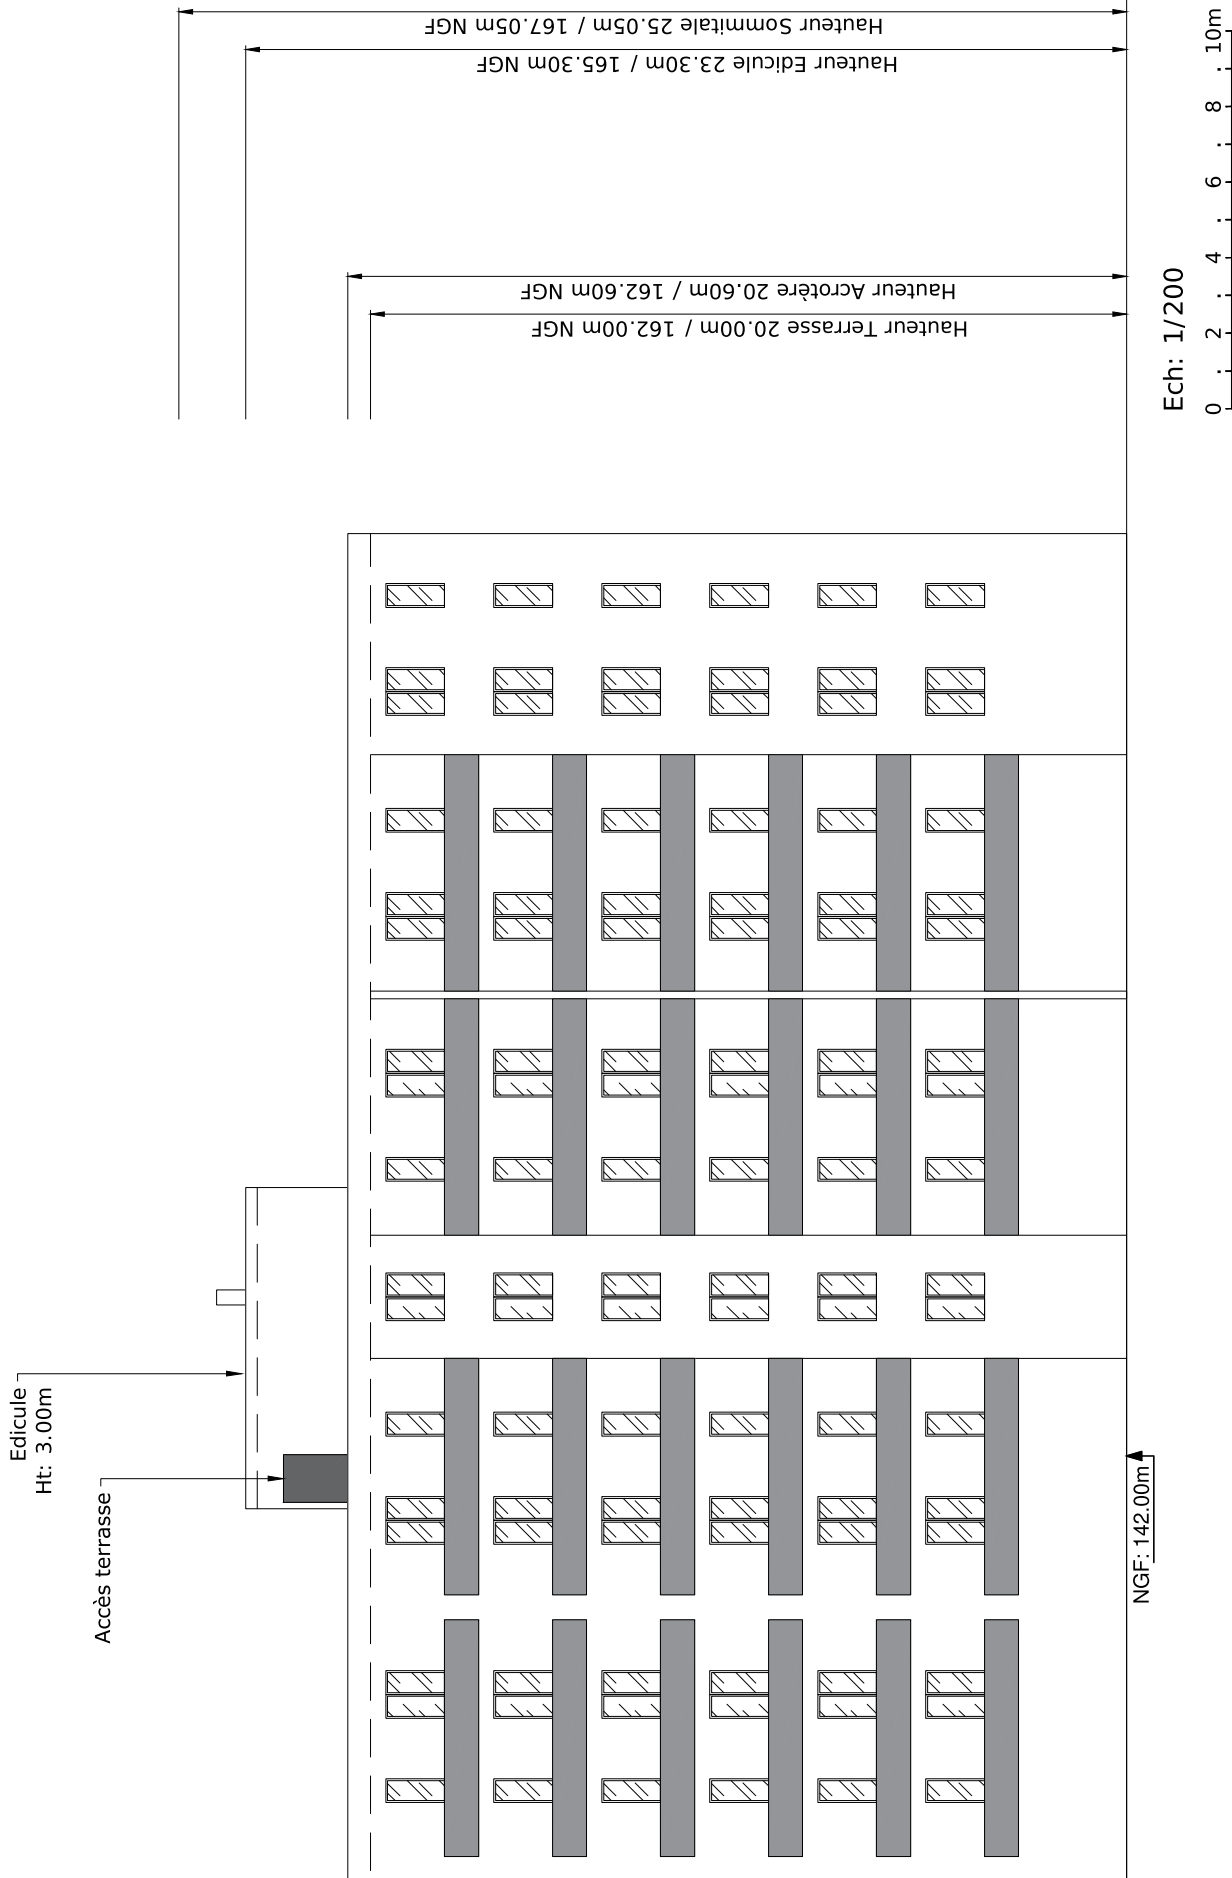 Hauteur Sommitale 25.05m / 167.05m NGF
Hauteur Edicule 23.30m / 165.30m NGF
Hauteur Acrotère 20.60m / 162.60m NGF
Hauteur Terrasse 20.00m / 162.00m NGF
Edicule
Ht: 3.00m
Accès terrasse
NGF: 142.00m
Ech: 1/200
0 2 4 6 8 10m